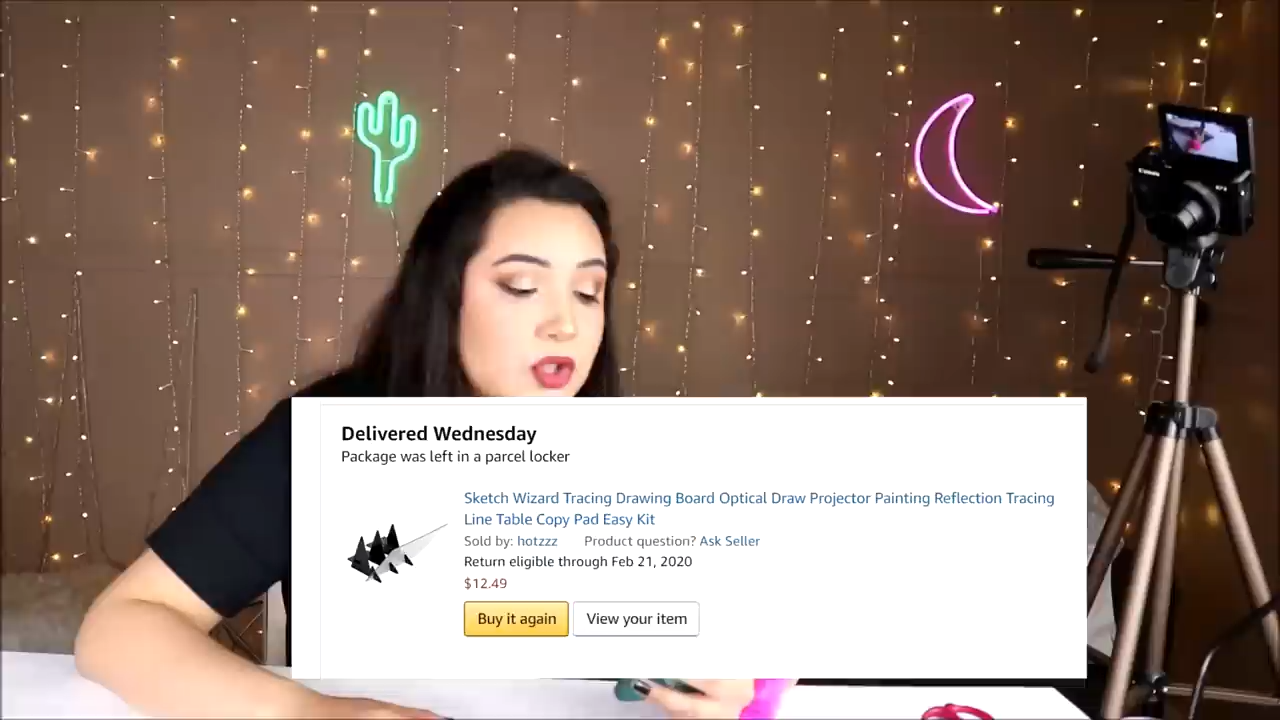 Canon
Delivered Wednesday
Package was left in a parcel locker
Sketch Wizard Tracing Drawing Board Optical Draw Projector Painting Reflection Tracing
Line Table Copy Pad Easy Kit
Sold by: hotzzz Product question? Ask Seller
Return eligible through Feb 21, 2020
$12.49
Buy it again View your item